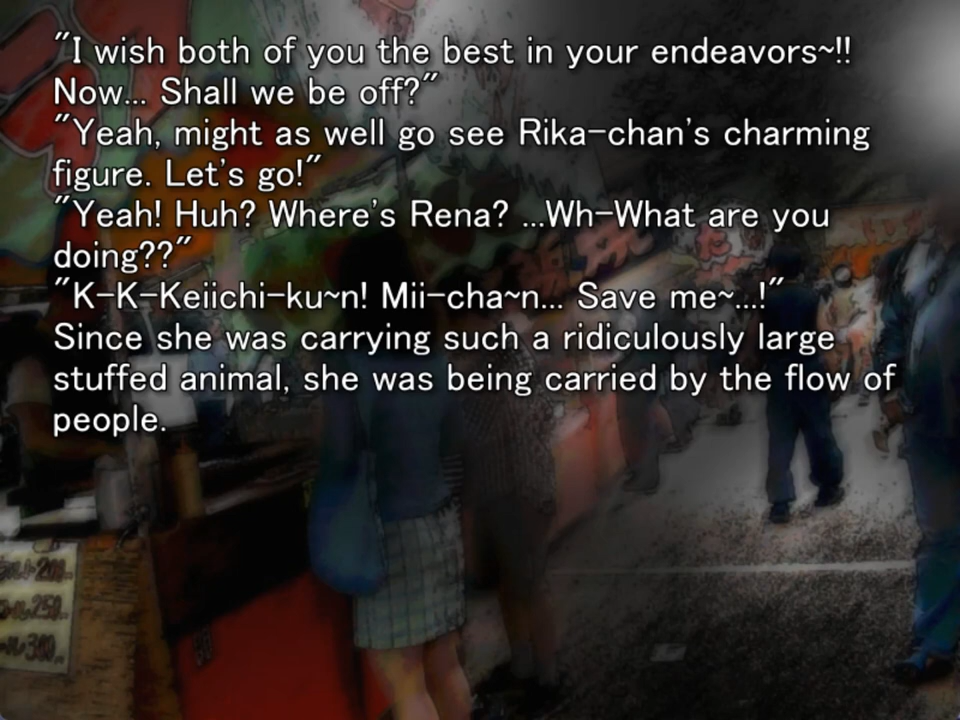 "I wish both of you the best in your endeavors~!!
Now... Shall we be off?"
"Yeah, might as well go see Rika-chan's charming
figure. Let's go!"
"Yeah! Huh? Where's Rena? ...Wh-What are you
doing??"
"K-K-Keiichi-ku~n! Mii-cha~n... Save me~...!"
Since she was carrying such a ridiculously large
stuffed animal, she was being carried by the flow of
people.
200
250
300